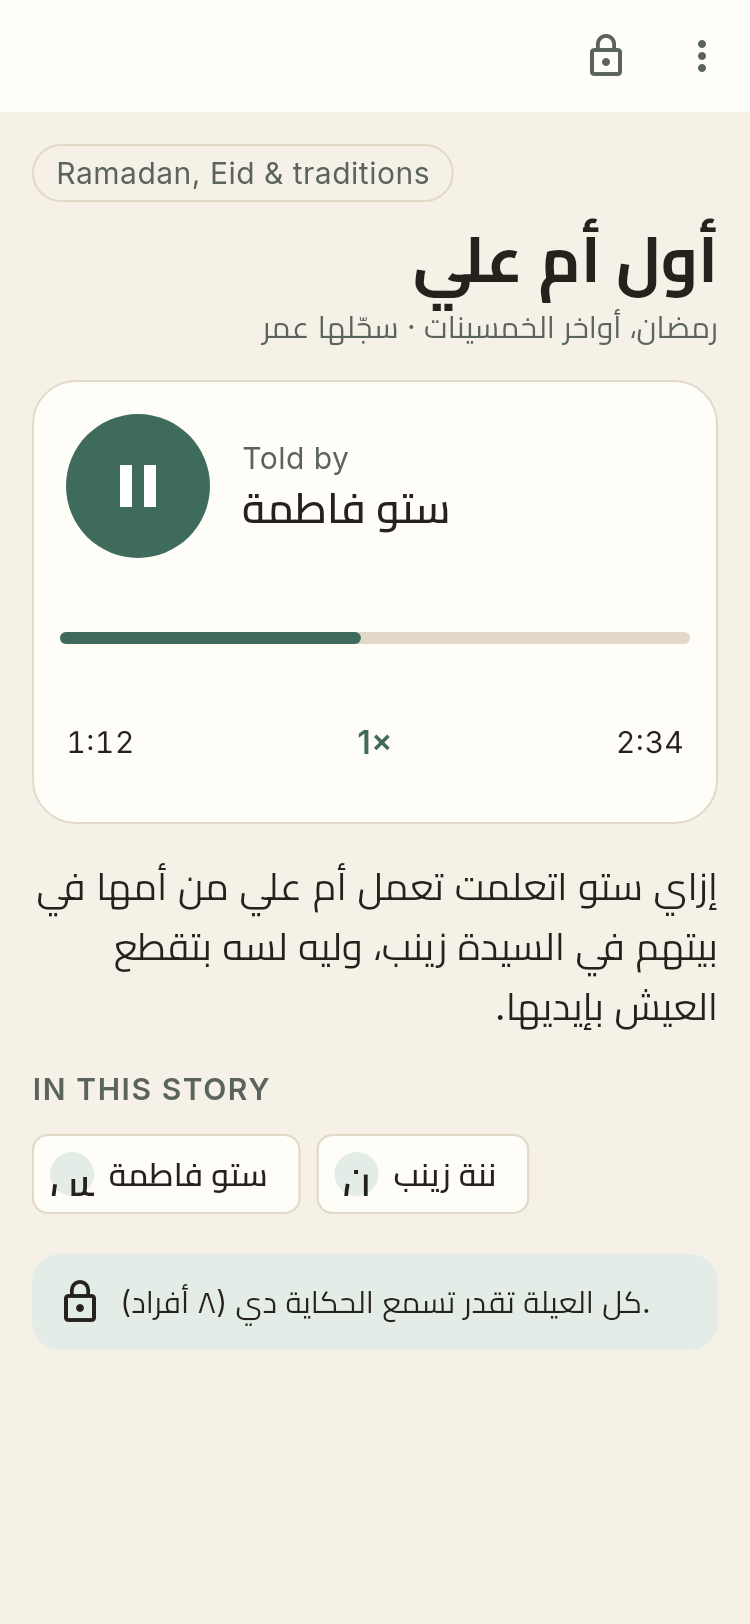 Ramadan, Eid & traditions
أول أم علي
رمضان، أواخر الخمسينات · سجّلها عمر
Told by
ستو فاطمة
1:12
1×
2:34
إزاي ستو اتعلمت تعمل أم علي من أمها في
بيتهم في السيدة زينب، وليه لسه بتقطع
العيش بإيديها.
IN THIS STORY
ستو فاطمة
ننة زينب
كل العيلة تقدر تسمع الحكاية دي (٨ أفراد).